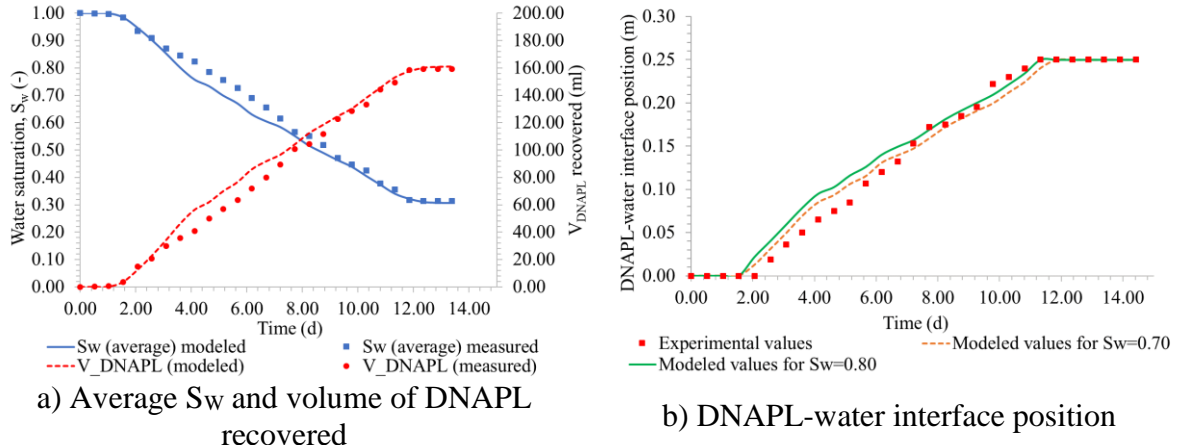 1.00
0.90
0.80
0.70
0.60
0.50
0.40
0.30
0.20
0.10
0.00
Water saturation, Sw (-)
200.00
180.00
160.00
140.00
120.00
100.00
80.00
60.00
40.00
20.00
0.00
VDNAPL recovered (ml)
0.00 2.00 4.00 6.00 8.00 10.00 12.00 14.00
Time (d)
Sw (average) modeled
Sw (average) measured
V_DNAPL (modeled)
V_DNAPL (measured)
a) Average Sw and volume of DNAPL
recovered
0.30
0.25
0.20
0.15
0.10
0.05
0.00
DNAPL-water interface position (m)
0.00 2.00 4.00 6.00 8.00 10.00 12.00 14.00
Time (d)
Experimental values
Modeled values for Sw=0.70
Modeled values for Sw=0.80
b) DNAPL-water interface position